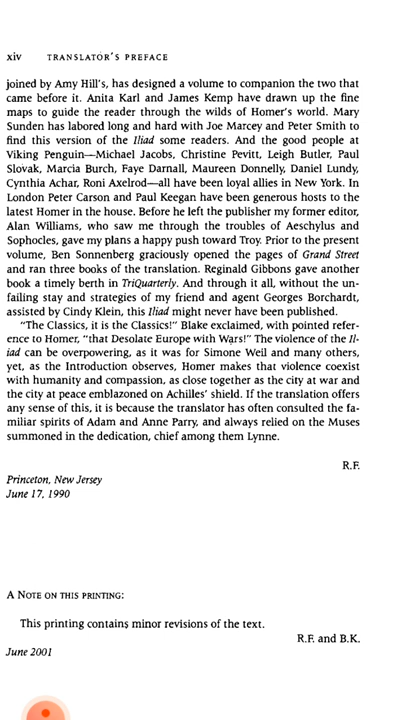 xiv TRANSLATOR'S PREFACE
joined by Amy Hill's, has designed a volume to companion the two that
came before it. Anita Karl and James Kemp have drawn up the fine
maps to guide the reader through the wilds of Homer's world. Mary
Sunden has labored long and hard with Joe Marcey and Peter Smith to
find this version of the Iliad some readers. And the good people at
Viking Penguin—Michael Jacobs, Christine Pevitt, Leigh Butler, Paul
Slovak, Marcia Burch, Faye Darnall, Maureen Donnelly, Daniel Lundy,
Cynthia Achar, Roni Axelrod—all have been loyal allies in New York. In
London Peter Carson and Paul Keegan have been generous hosts to the
latest Homer in the house. Before he left the publisher my former editor,
Alan Williams, who saw me through the troubles of Aeschylus and
Sophocles, gave my plans a happy push toward Troy. Prior to the present
volume, Ben Sonnenberg graciously opened the pages of Grand Street
and ran three books of the translation. Reginald Gibbons gave another
book a timely berth in TriQuarterly. And through it all, without the un-
failing stay and strategies of my friend and agent Georges Borchardt,
assisted by Cindy Klein, this Iliad might never have been published.
"The Classics, it is the Classics!" Blake exclaimed, with pointed refer-
ence to Homer, "that Desolate Europe with Wars!" The violence of the Il-
iad can be overpowering, as it was for Simone Weil and many others,
yet, as the Introduction observes, Homer makes that violence coexist
with humanity and compassion, as close together as the city at war and
the city at peace emblazoned on Achilles' shield. If the translation offers
any sense of this, it is because the translator has often consulted the fa-
miliar spirits of Adam and Anne Parry, and always relied on the Muses
summoned in the dedication, chief among them Lynne.
R.F.
Princeton, New Jersey
June 17, 1990
A NOTE ON THIS PRINTING:
This printing contains minor revisions of the text.
R.F. and B.K.
June 2001